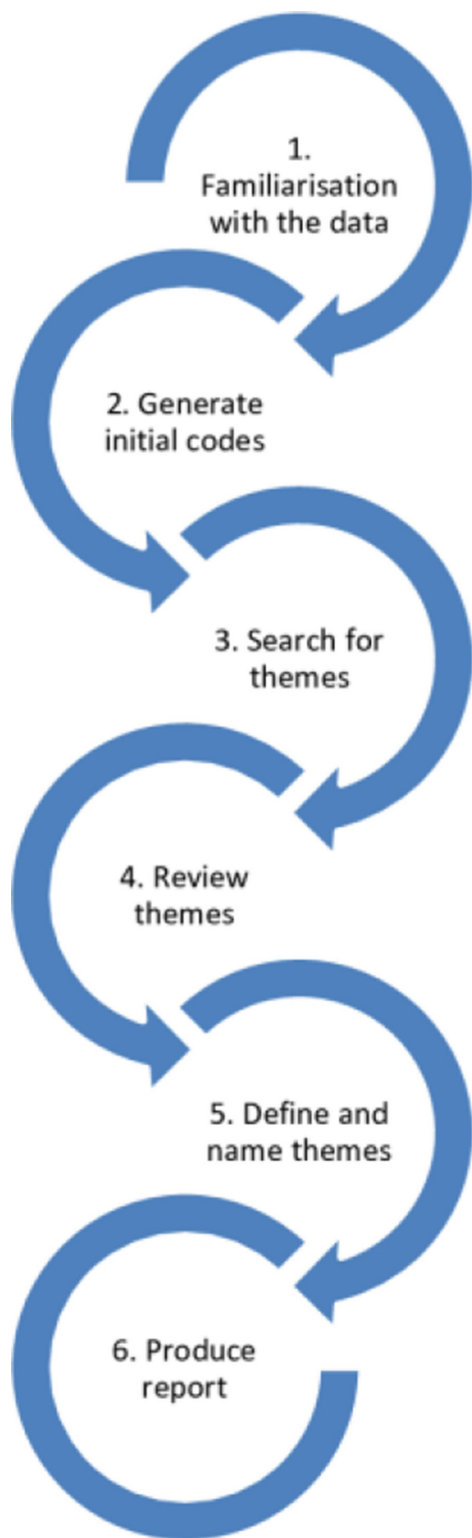 1.
Familiarisation
with the data
2. Generate
initial codes
3. Search for
themes
4. Review
themes
5. Define and
name themes
6. Produce
report